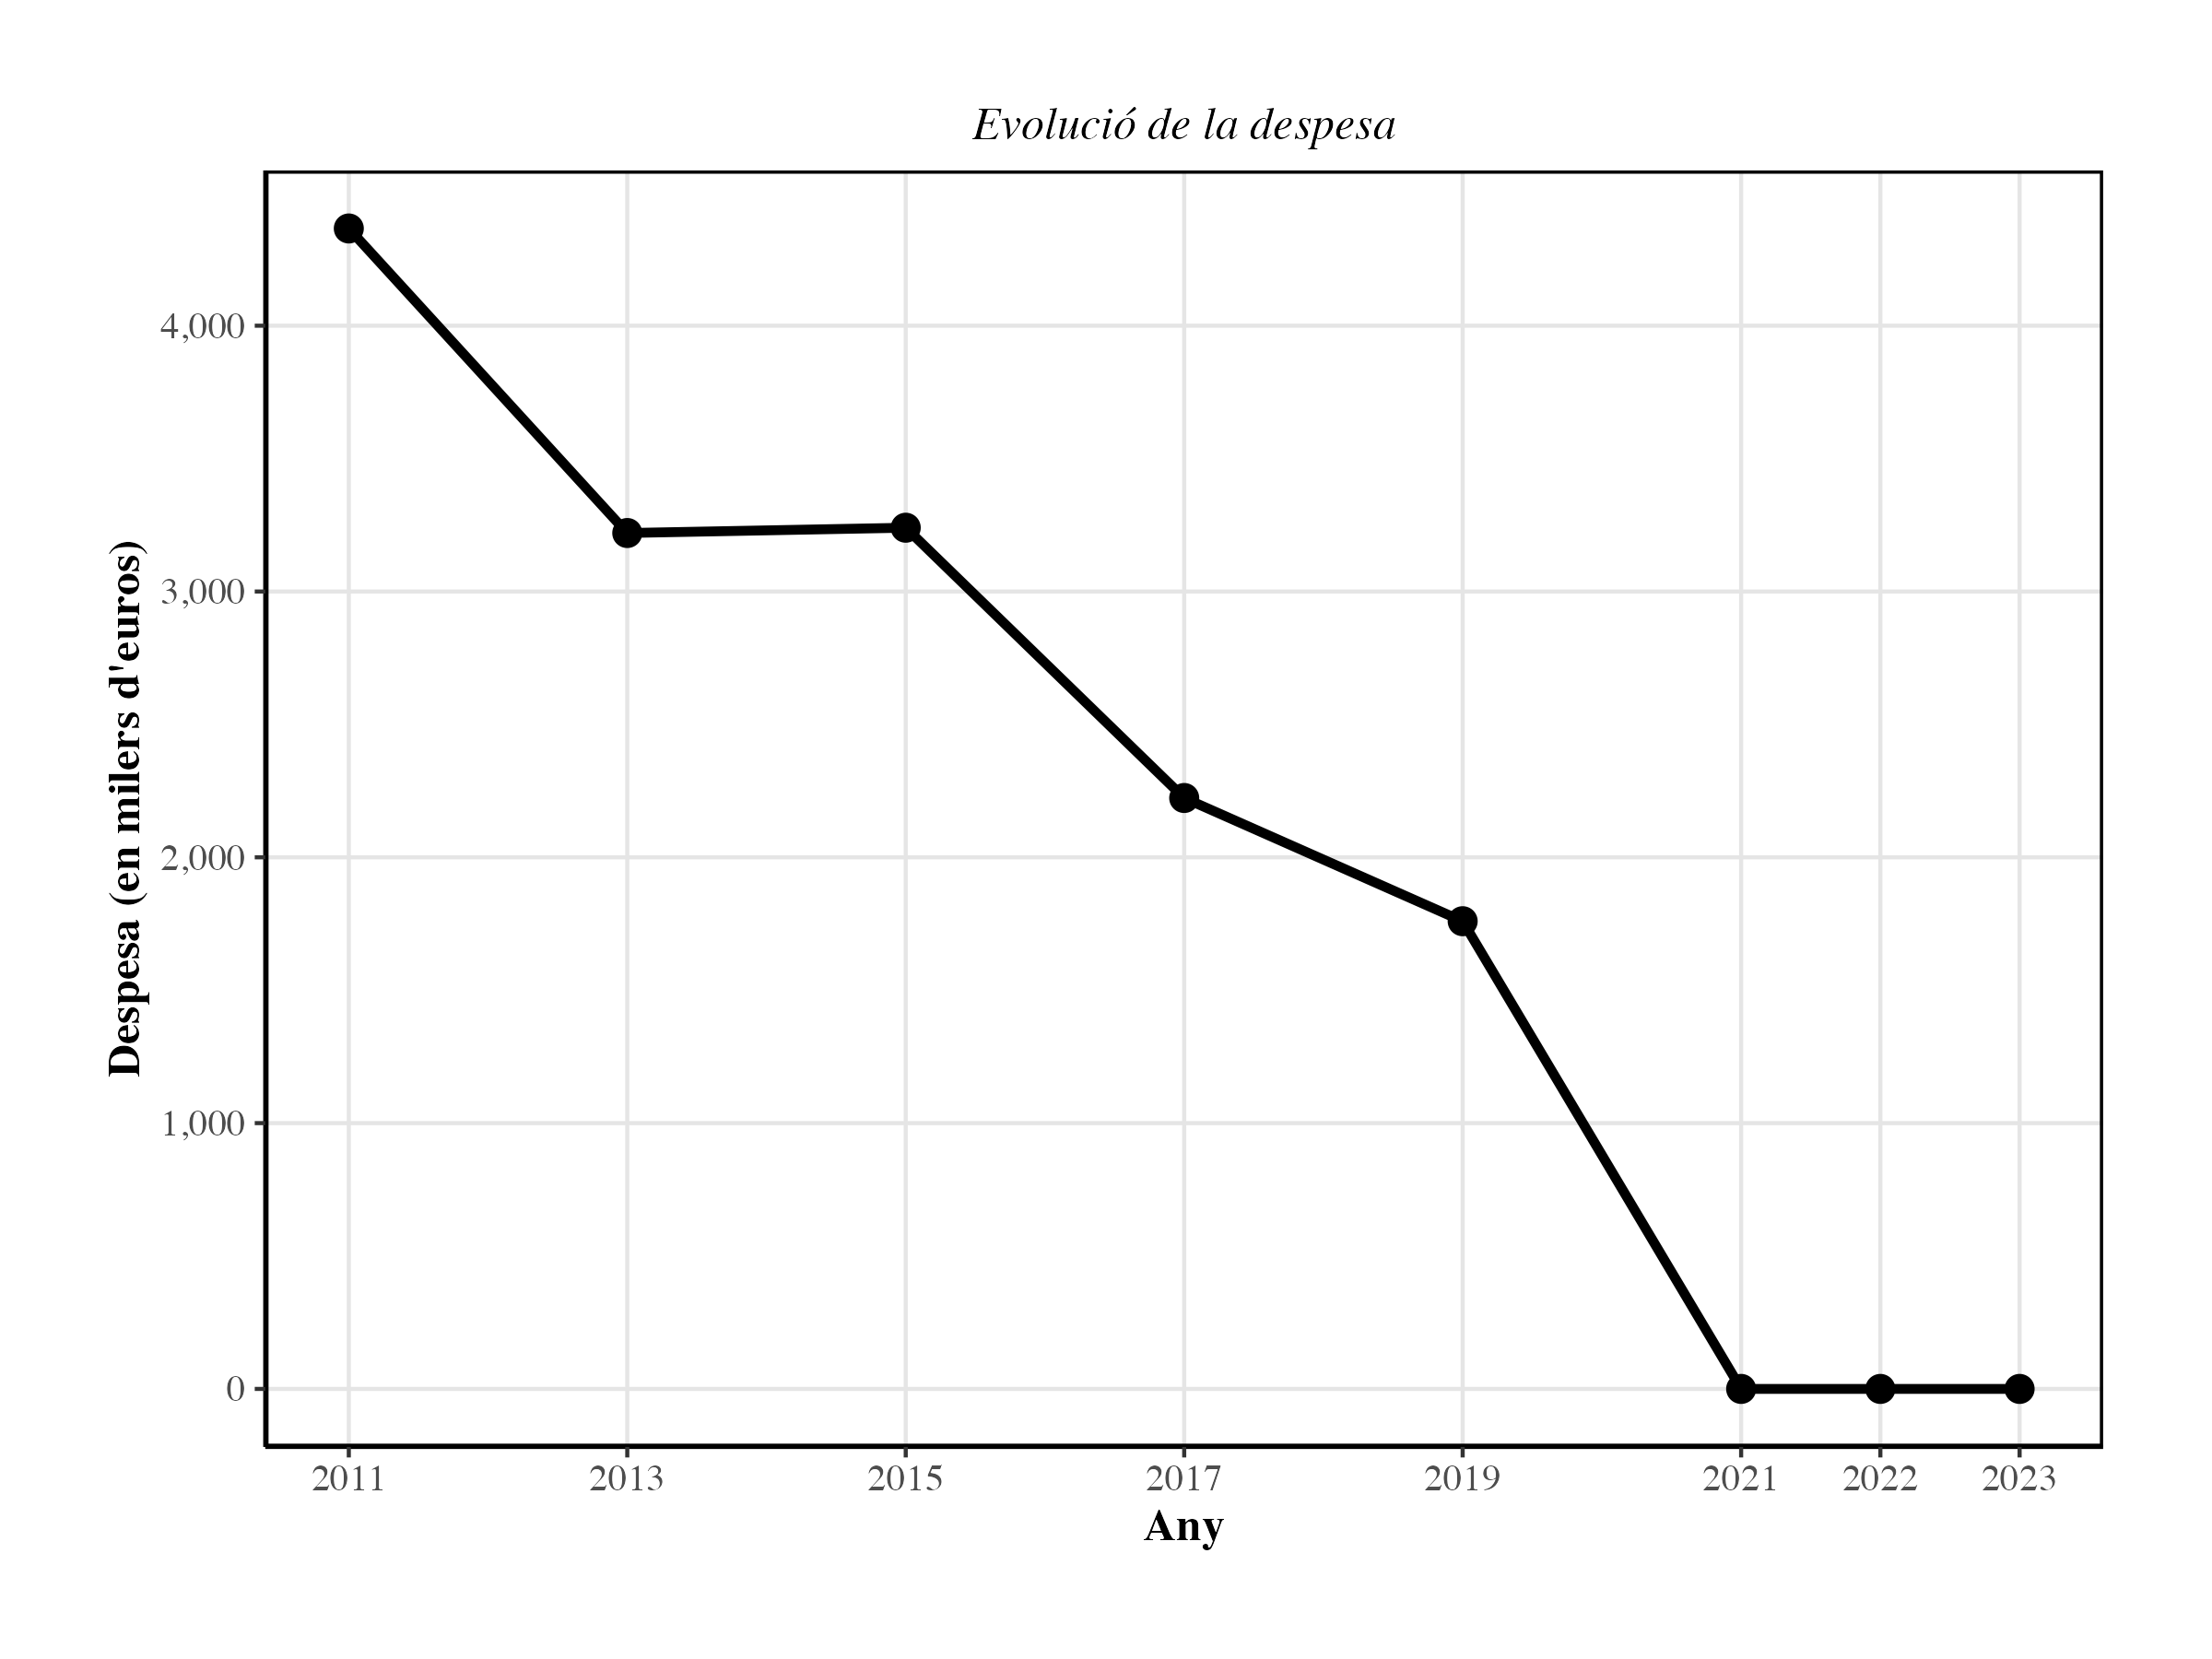 Evolució de la despesa
Despesa (en milers d'euros)
4,000
3,000
2,000
1,000
0
2011 2013 2015 2017 2019 2021 2022 2023
Any